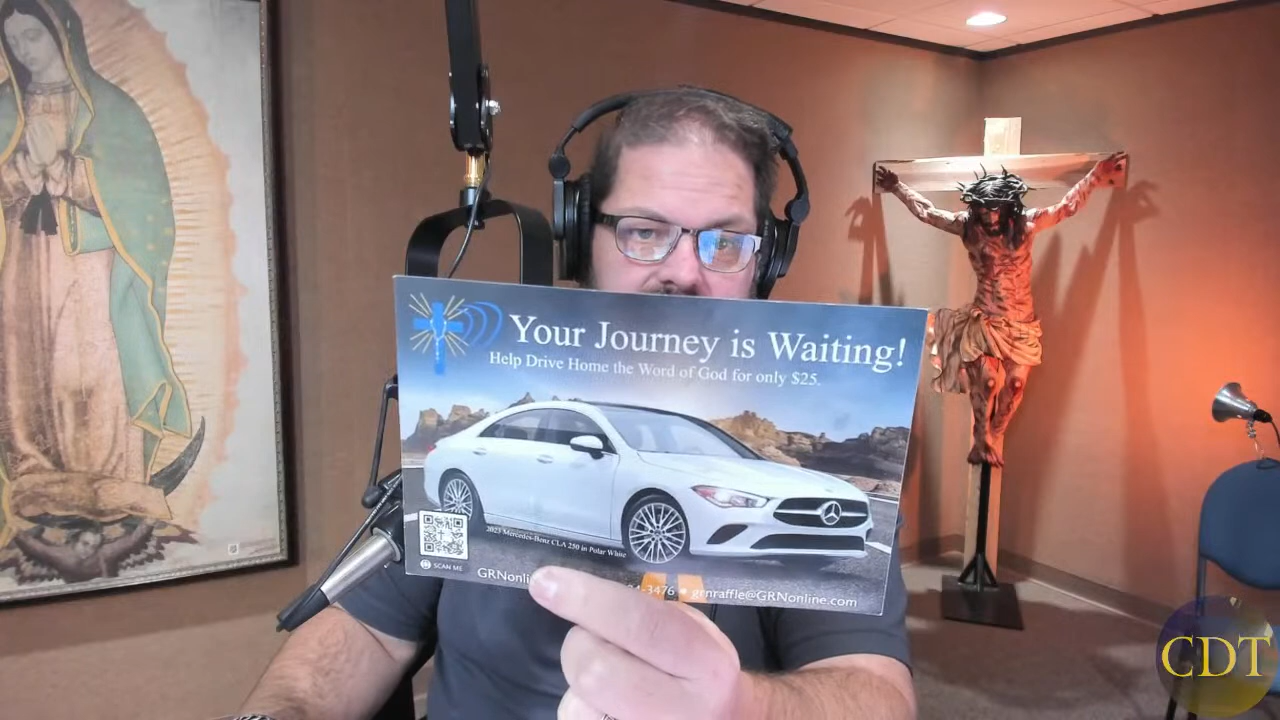 Your Journey is Waiting!
Help Drive Home the Word of God for only $25.
2023 Mercedes-Benz CLA 250 in Polar White
SCAN ME
GRNonli
-3476 • grnraffle@GRNonline.com
CDT